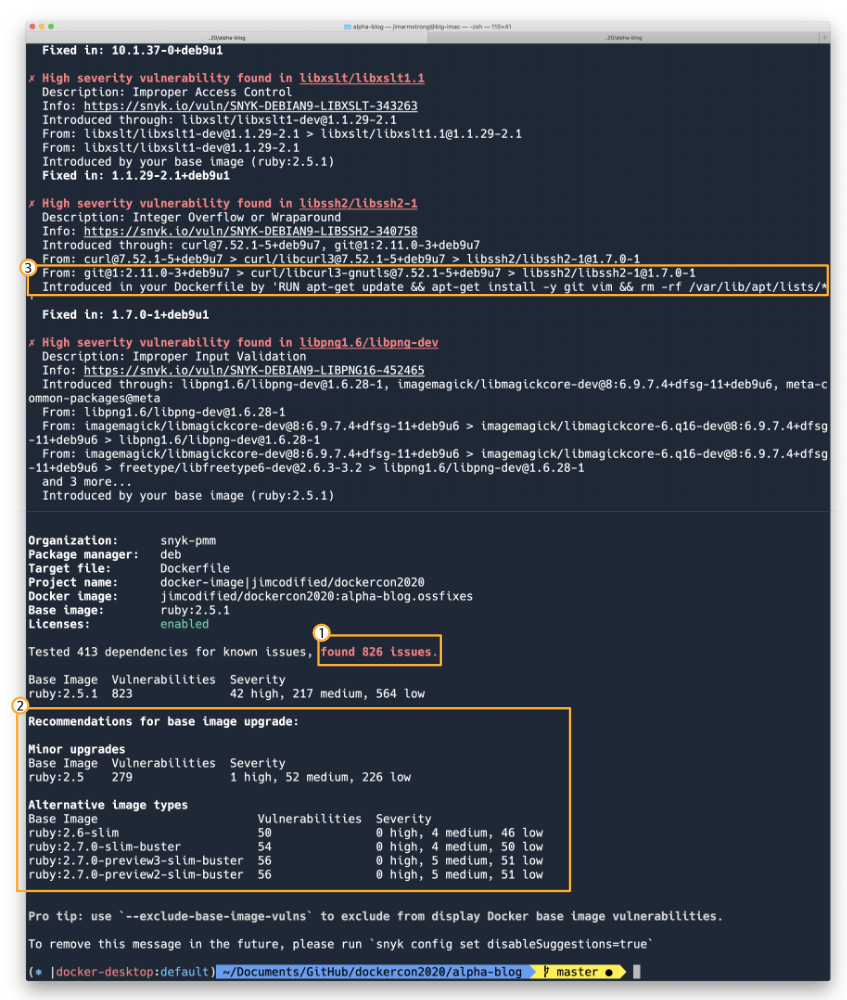 alpha-blog — jimarmstrong@big-imac — -zsh — 115×41
..20/alpha-blog
..20/alpha-blog
+
Fixed in: 10.1.37-0+deb9u1
✗ High severity vulnerability found in libxslt/libxslt1.1
Description: Improper Access Control
Info: https://snyk.io/vuln/SNYK-DEBIAN9-LIBXSLT-343263
Introduced through: libxslt/libxslt1-dev@1.1.29-2.1
From: libxslt/libxslt1-dev@1.1.29-2.1 > libxslt/libxslt1.1@1.1.29-2.1
From: libxslt/libxslt1-dev@1.1.29-2.1
Introduced by your base image (ruby:2.5.1)
Fixed in: 1.1.29-2.1+deb9u1
✗ High severity vulnerability found in libssh2/libssh2-1
Description: Integer Overflow or Wraparound
Info: https://snyk.io/vuln/SNYK-DEBIAN9-LIBSSH2-340758
Introduced through: curl@7.52.1-5+deb9u7, git@1:2.11.0-3+deb9u7
From: curl@7.52.1-5+deb9u7 > curl/libcurl3@7.52.1-5+deb9u7 > libssh2/libssh2-1@1.7.0-1
3
From: git@1:2.11.0-3+deb9u7 > curl/libcurl3-gnutls@7.52.1-5+deb9u7 > libssh2/libssh2-1@1.7.0-1
Introduced in your Dockerfile by 'RUN apt-get update && apt-get install -y git vim && rm -rf /var/lib/apt/lists/*
'
Fixed in: 1.7.0-1+deb9u1
✗ High severity vulnerability found in libpng1.6/libpng-dev
Description: Improper Input Validation
Info: https://snyk.io/vuln/SNYK-DEBIAN9-LIBPNG16-452465
Introduced through: libpng1.6/libpng-dev@1.6.28-1, imagemagick/libmagickcore-dev@8:6.9.7.4+dfsg-11+deb9u6, meta-c
ommon-packages@meta
From: libpng1.6/libpng-dev@1.6.28-1
From: imagemagick/libmagickcore-dev@8:6.9.7.4+dfsg-11+deb9u6 > imagemagick/libmagickcore-6.q16-dev@8:6.9.7.4+dfsg
-11+deb9u6 > libpng1.6/libpng-dev@1.6.28-1
From: imagemagick/libmagickcore-dev@8:6.9.7.4+dfsg-11+deb9u6 > imagemagick/libmagickcore-6.q16-dev@8:6.9.7.4+dfsg
-11+deb9u6 > freetype/libfreetype6-dev@2.6.3-3.2 > libpng1.6/libpng-dev@1.6.28-1
and 3 more...
Introduced by your base image (ruby:2.5.1)
Organization: snyk-pmm
Package manager: deb
Target file: Dockerfile
Project name: docker-image|jimcodified/dockercon2020
Docker image: jimcodified/dockercon2020:alpha-blog.ossfixes
Base image: ruby:2.5.1
Licenses: enabled
1
Tested 413 dependencies for known issues, found 826 issues.
Base Image Vulnerabilities Severity
ruby:2.5.1 823 42 high, 217 medium, 564 low
2
Recommendations for base image upgrade:
Minor upgrades
Base Image Vulnerabilities Severity
ruby:2.5 279 1 high, 52 medium, 226 low
Alternative image types
Base Image Vulnerabilities Severity
ruby:2.6-slim 50 0 high, 4 medium, 46 low
ruby:2.7.0-slim-buster 54 0 high, 4 medium, 50 low
ruby:2.7.0-preview3-slim-buster 56 0 high, 5 medium, 51 low
ruby:2.7.0-preview2-slim-buster 56 0 high, 5 medium, 51 low
Pro tip: use `--exclude-base-image-vulns` to exclude from display Docker base image vulnerabilities.
To remove this message in the future, please run `snyk config set disableSuggestions=true`
(⎈ |docker-desktop:default) ~/Documents/GitHub/dockercon2020/alpha-blog master ●